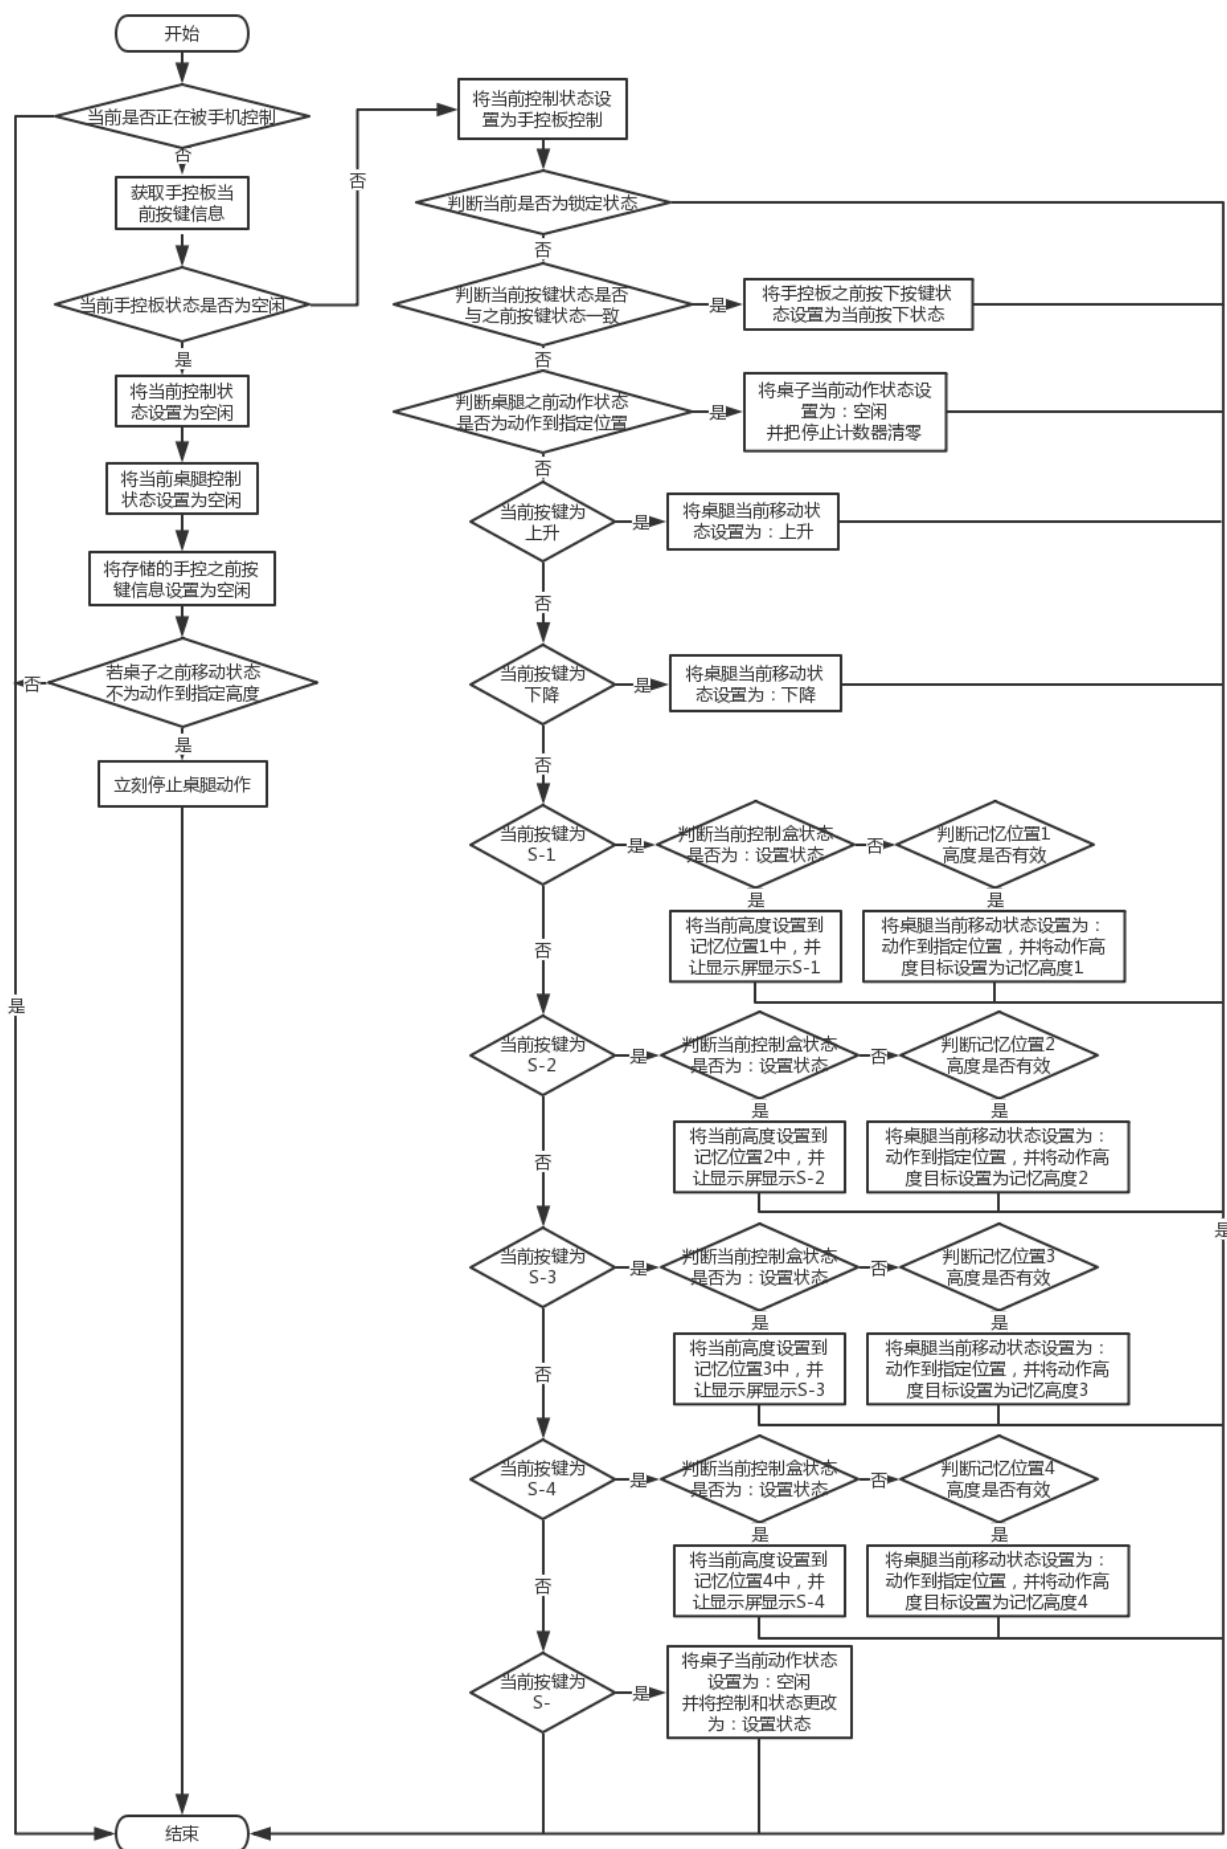 开始
当前是否正在被手机控制
否
获取手控板当
前按键信息
当前手控板状态是否为空闲
是
将当前控制状
态设置为空闲
将当前桌腿控制
状态设置为空闲
将存储的手控之前按
键信息设置为空闲
若桌子之前移动状态
不为动作到指定高度
否
是
立刻停止桌腿动作
是
否
将当前控制状态设
置为手控板控制
判断当前是否为锁定状态
否
判断当前按键状态是否
与之前按键状态一致
是
将手控板之前按下按键状
态设置为当前按下状态
否
判断桌腿之前动作状态
是否为动作到指定位置
是
将桌子当前动作状态设
置为：空闲
并把停止计数器清零
否
当前按键为
上升
是
将桌腿当前移动状
态设置为：上升
否
当前按键为
下降
是
将桌腿当前移动状
态设置为：下降
否
当前按键为
S-1
是
判断当前控制盒状态
是否为：设置状态
否
判断记忆位置1
高度是否有效
是
是
将当前高度设置到
记忆位置1中，并
让显示屏显示S-1
将桌腿当前移动状态设置为：
动作到指定位置，并将动作高
度目标设置为记忆高度1
否
当前按键为
S-2
是
判断当前控制盒状态
是否为：设置状态
否
判断记忆位置2
高度是否有效
是
是
将当前高度设置到
记忆位置2中，并
让显示屏显示S-2
将桌腿当前移动状态设置为：
动作到指定位置，并将动作高
度目标设置为记忆高度2
否
是
当前按键为
S-3
是
判断当前控制盒状态
是否为：设置状态
否
判断记忆位置3
高度是否有效
是
是
将当前高度设置到
记忆位置3中，并
让显示屏显示S-3
将桌腿当前移动状态设置为：
动作到指定位置，并将动作高
度目标设置为记忆高度3
否
当前按键为
S-4
是
判断当前控制盒状态
是否为：设置状态
否
判断记忆位置4
高度是否有效
是
是
将当前高度设置到
记忆位置4中，并
让显示屏显示S-4
将桌腿当前移动状态设置为：
动作到指定位置，并将动作高
度目标设置为记忆高度4
否
当前按键为
S-
是
将桌子当前动作状态
设置为：空闲
并将控制和状态更改
为：设置状态
结束